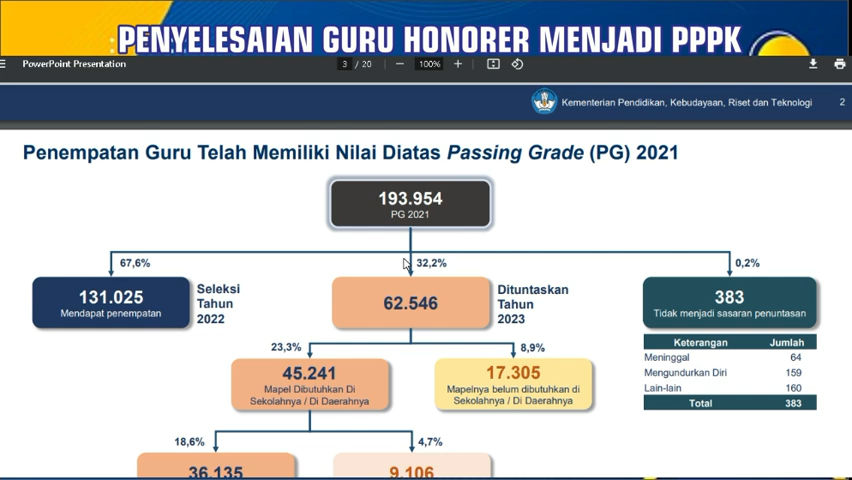 PENYELESAIAN GURU HONORER MENJADI PPPK
PowerPoint Presentation
3 / 20
100%
Kementerian Pendidikan, Kebudayaan, Riset dan Teknologi
2
Penempatan Guru Telah Memiliki Nilai Diatas Passing Grade (PG) 2021
193.954
PG 2021
67,6%
32,2%
0,2%
131.025
Mendapat penempatan
Seleksi
Tahun
2022
62.546
Dituntaskan
Tahun
2023
383
Tidak menjadi sasaran penuntasan
Keterangan Jumlah
Meninggal 64
Mengundurkan Diri 159
Lain-lain 160
Total 383
23,3%
8,9%
45.241
Mapel Dibutuhkan Di
Sekolahnya / Di Daerahnya
17.305
Mapelnya belum dibutuhkan di
Sekolahnya / Di Daerahnya
18,6%
4,7%
36.135
9.106